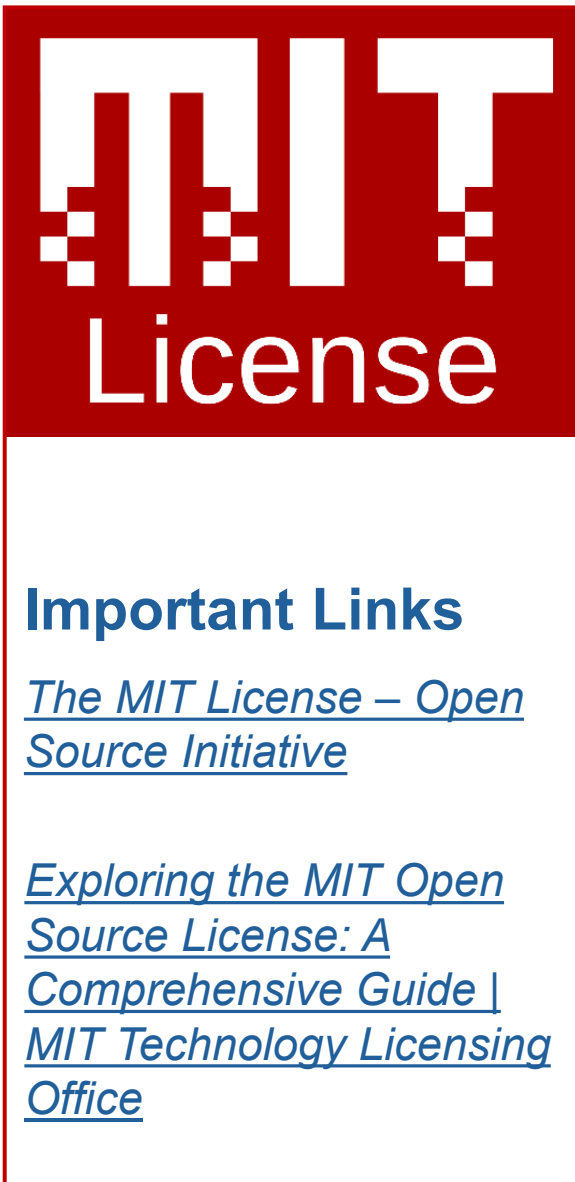 MIT
License
Important Links
The MIT License – Open
Source Initiative
Exploring the MIT Open
Source License: A
Comprehensive Guide |
MIT Technology Licensing
Office